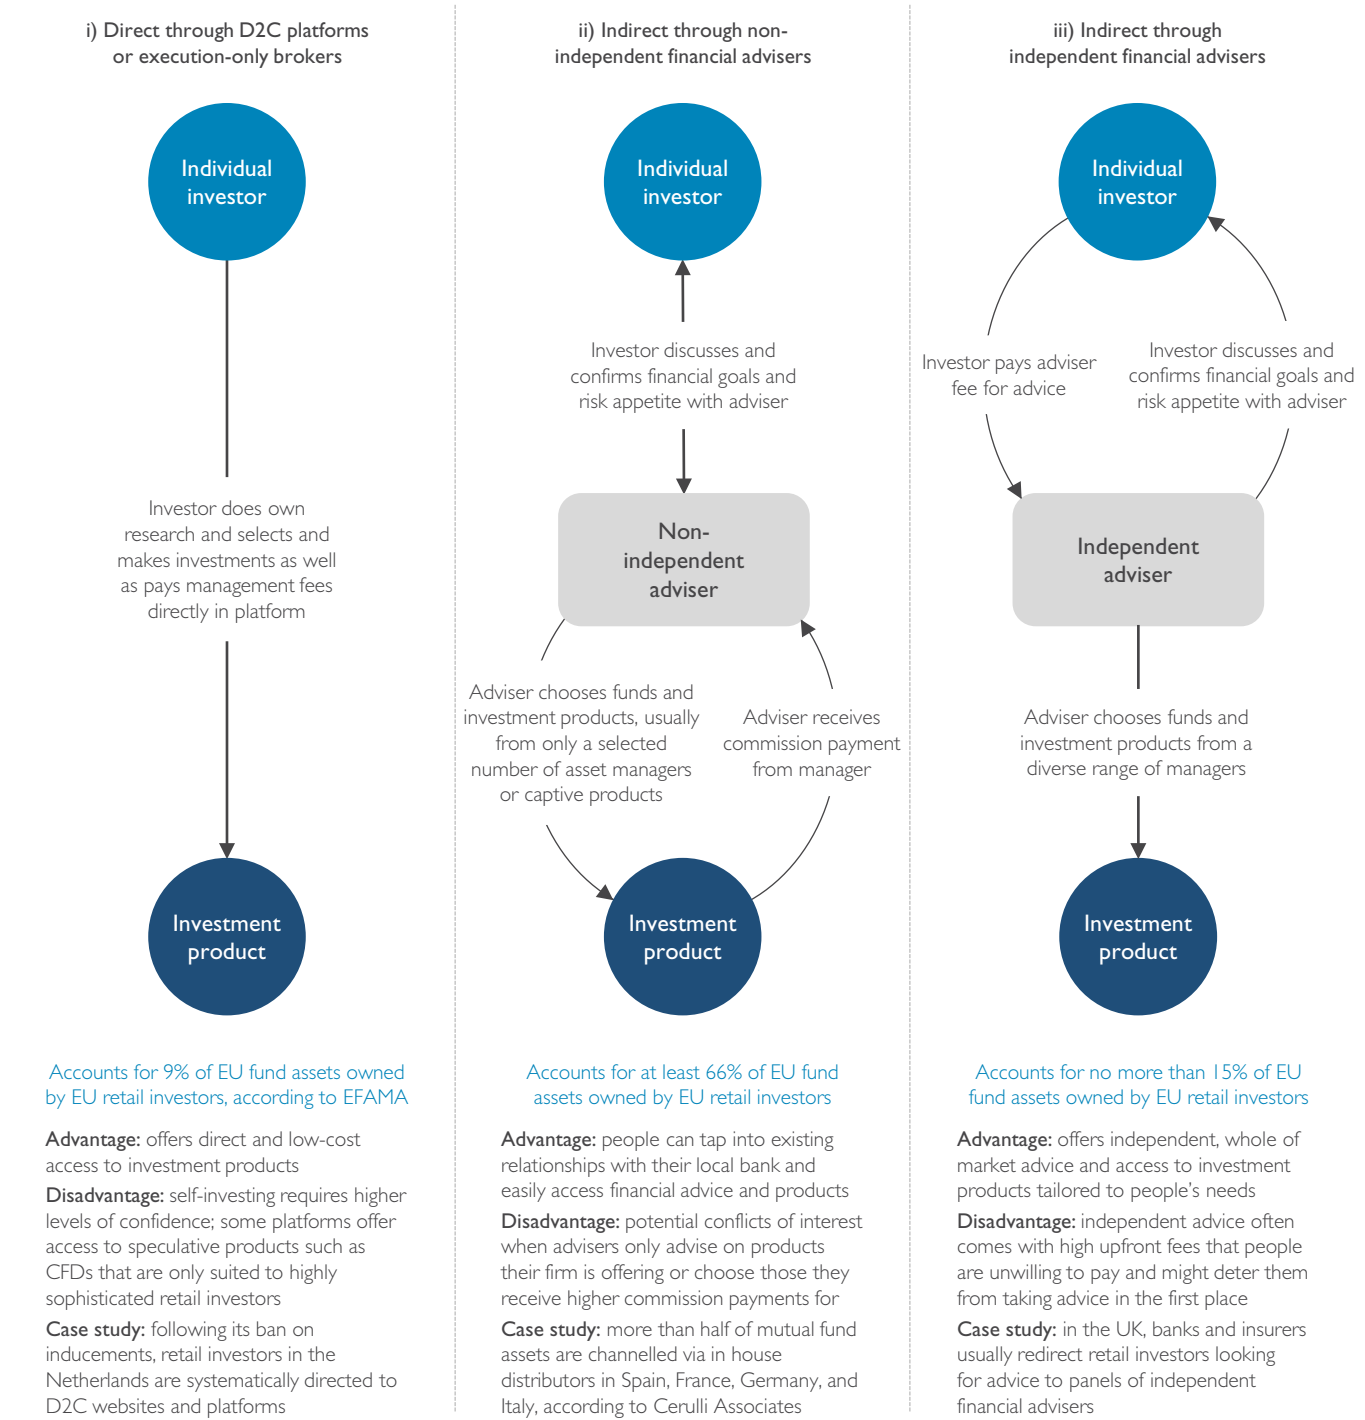 i) Direct through D2C platforms
or execution-only brokers
Individual
investor
Investor does own
research and selects and
makes investments as well
as pays management fees
directly in platform
Investment
product
Accounts for 9% of EU fund assets owned
by EU retail investors, according to EFAMA
Advantage: offers direct and low-cost
access to investment products
Disadvantage: self-investing requires higher
levels of confidence; some platforms offer
access to speculative products such as
CFDs that are only suited to highly
sophisticated retail investors
Case study: following its ban on
inducements, retail investors in the
Netherlands are systematically directed to
D2C websites and platforms
ii) Indirect through non-
independent financial advisers
Individual
investor
Investor discusses and
confirms financial goals and
risk appetite with adviser
Non-
independent
adviser
Adviser chooses funds and
investment products, usually
from only a selected
number of asset managers
or captive products
Adviser receives
commission payment
from manager
Investment
product
Accounts for at least 66% of EU fund
assets owned by EU retail investors
Advantage: people can tap into existing
relationships with their local bank and
easily access financial advice and products
Disadvantage: potential conflicts of interest
when advisers only advise on products
their firm is offering or choose those they
receive higher commission payments for
Case study: more than half of mutual fund
assets are channelled via in house
distributors in Spain, France, Germany, and
Italy, according to Cerulli Associates
iii) Indirect through
independent financial advisers
Individual
investor
Investor pays adviser
fee for advice
Investor discusses and
confirms financial goals and
risk appetite with adviser
Independent
adviser
Adviser chooses funds and
investment products from a
diverse range of managers
Investment
product
Accounts for no more than 15% of EU
fund assets owned by EU retail investors
Advantage: offers independent, whole of
market advice and access to investment
products tailored to people's needs
Disadvantage: independent advice often
comes with high upfront fees that people
are unwilling to pay and might deter them
from taking advice in the first place
Case study: in the UK, banks and insurers
usually redirect retail investors looking
for advice to panels of independent
financial advisers